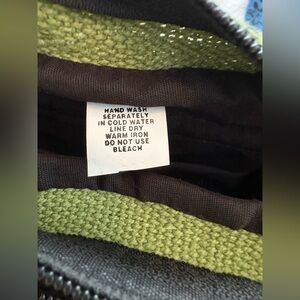 HAND WASH
SEPARATELY
IN COLD WATER
LINE DRY
WARM IRON
DO NOT USE
BLEACH